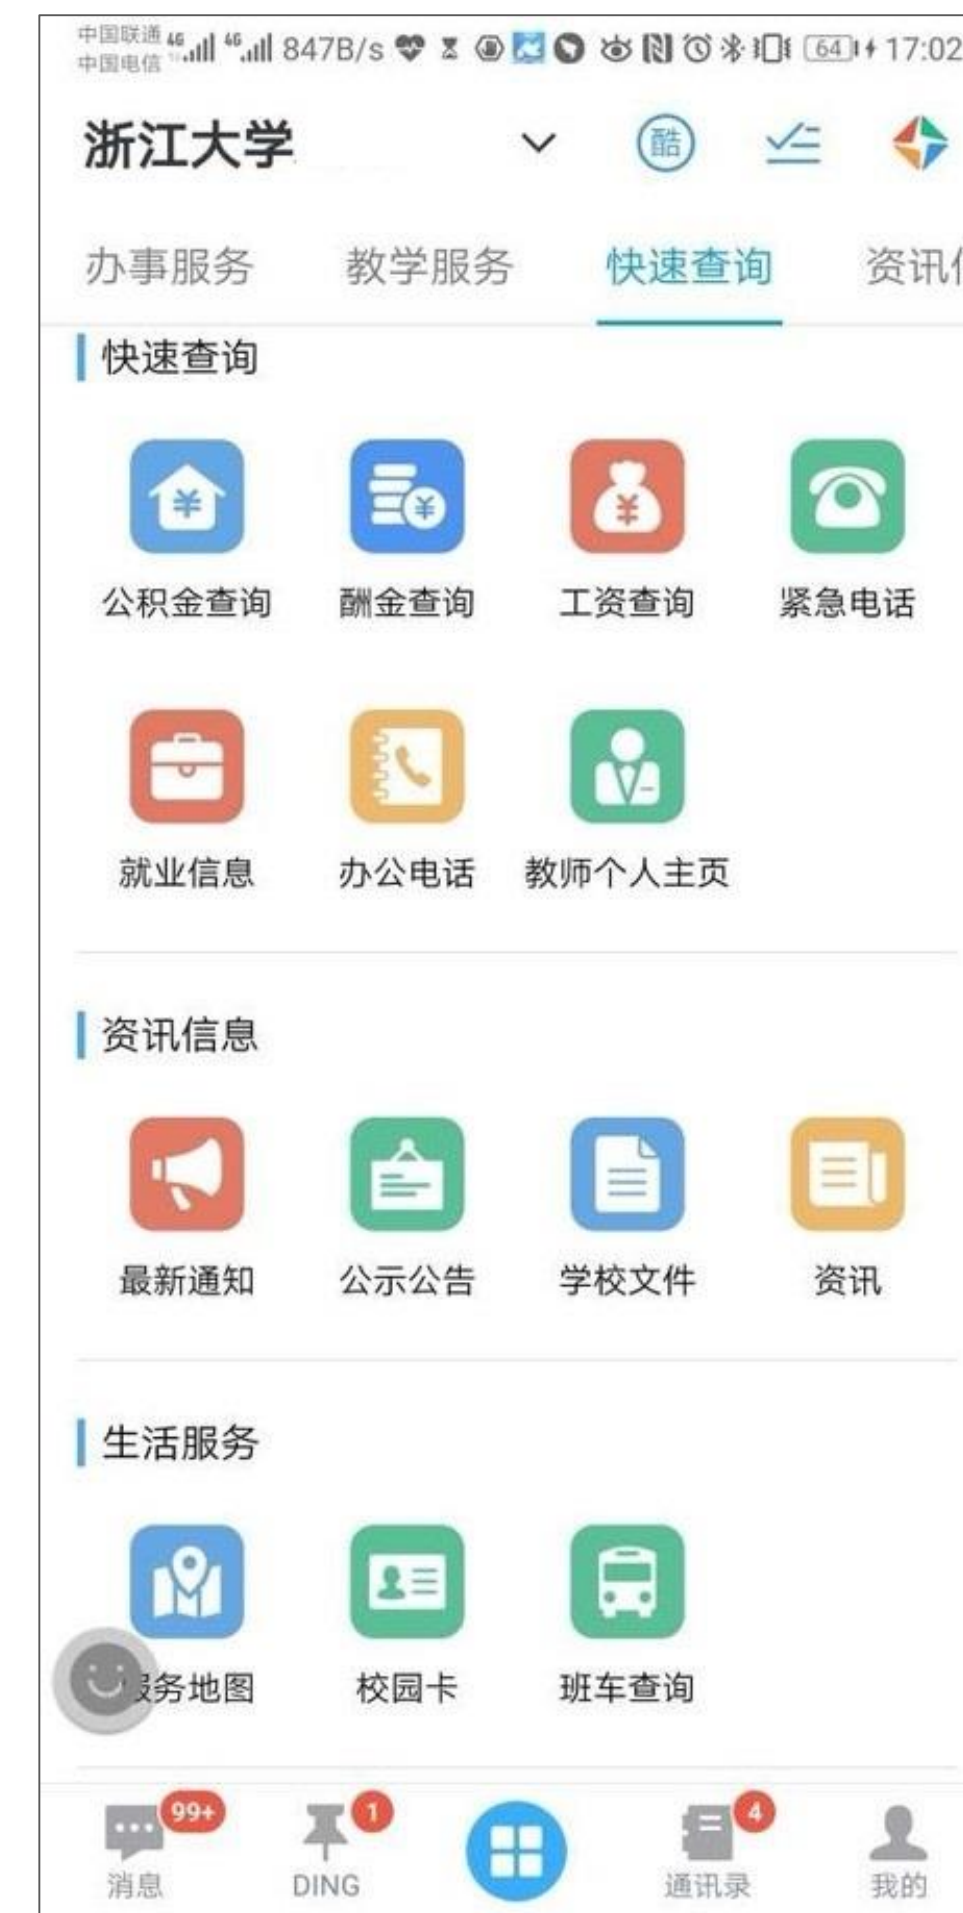 中国联通 4G 4G 847B/s 64 17:02
中国电信
浙江大学 酷
办事服务 教学服务 快速查询 资讯
快速查询
¥ ¥ ¥
公积金查询 酬金查询 工资查询 紧急电话
就业信息 办公电话 教师个人主页
资讯信息
最新通知 公示公告 学校文件 资讯
生活服务
务地图 校园卡 班车查询
99+ 1 4
消息 DING 通讯录 我的